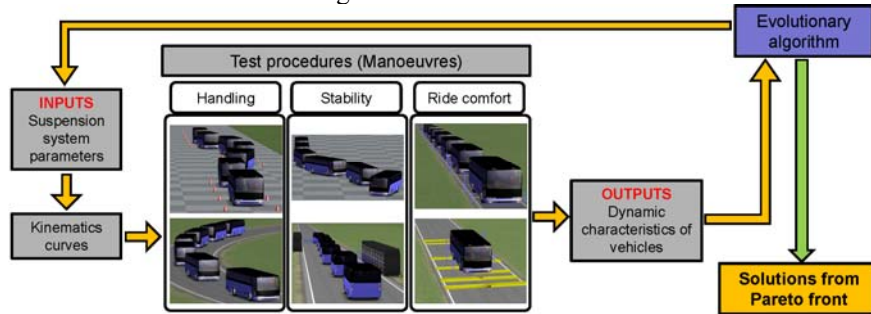 Evolutionary
algorithm
Test procedures (Manoeuvres)
Handling
Stability
Ride comfort
INPUTS
Suspension
system
parameters
Kinematics
curves
OUTPUTS
Dynamic
characteristics of
vehicles
Solutions from
Pareto front